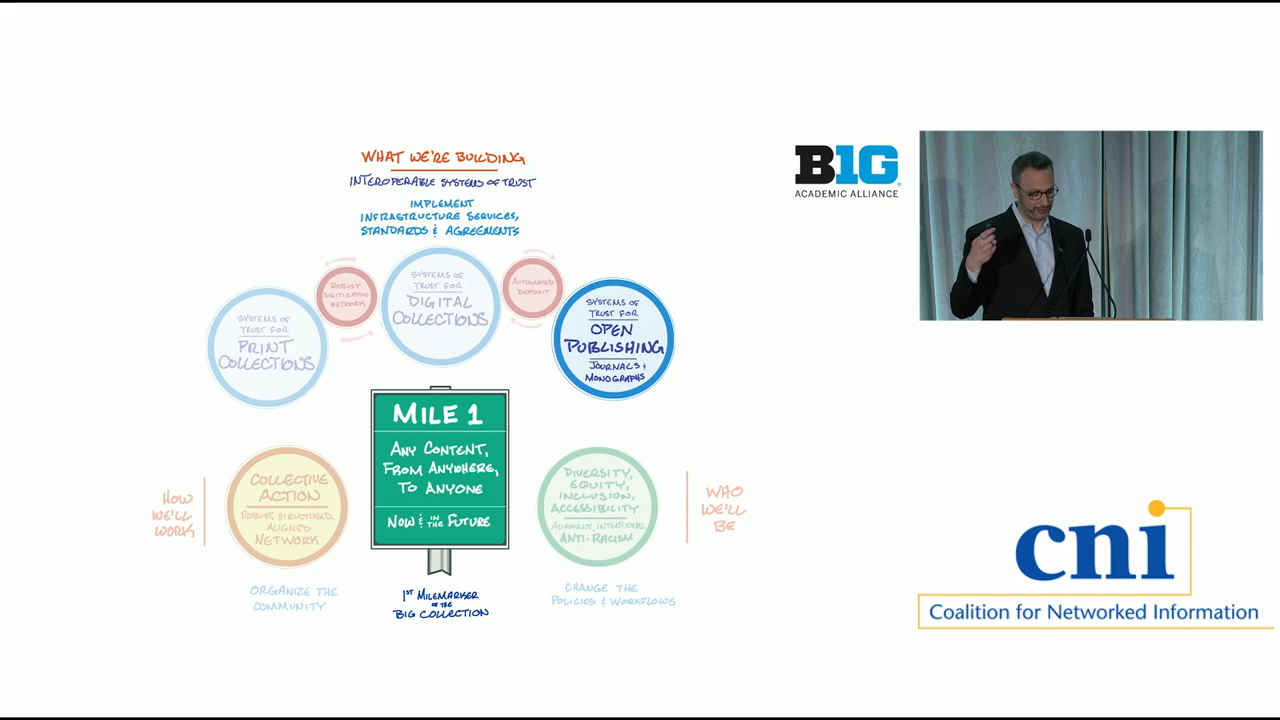 WHAT WE'RE BUILDING
INTEROPERABLE SYSTEMS OF TRUST
IMPLEMENT
INFRASTRUCTURE SERVICES,
STANDARDS & AGREEMENTS
SYSTEMS OF
TRUST FOR
PRINT
COLLECTIONS
ROBUST
DIGITIZATION
NETWORK
SYSTEMS OF
TRUST FOR
DIGITAL
COLLECTIONS
AUTOMATED
DEPOSIT
SYSTEMS OF
TRUST FOR
OPEN
PUBLISHING
JOURNALS &
MONOGRAPHS
MILE 1
ANY CONTENT,
FROM ANYWHERE,
TO ANYONE
NOW & IN THE FUTURE
1ST MILEMARKER
OF THE
BIG COLLECTION
HOW
WE'LL
WORK
COLLECTIVE
ACTION
ROBUST, STRUCTURED,
ALIGNED
NETWORK
ORGANIZE THE
COMMUNITY
DIVERSITY,
EQUITY,
INCLUSION,
ACCESSIBILITY
ADAMANT, INTENTIONAL
ANTI-RACISM
CHANGE THE
POLICIES & WORKFLOWS
WHO
WE'LL
BE
B1G
ACADEMIC ALLIANCE
cni
Coalition for Networked Information